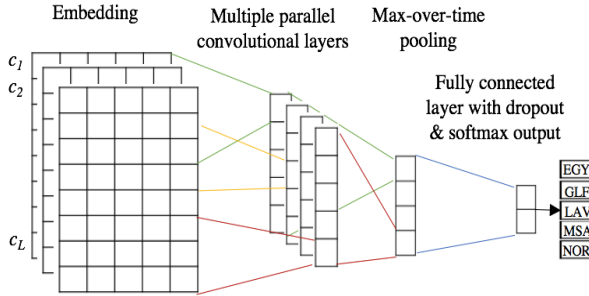 Embedding
Multiple parallel
convolutional layers
Max-over-time
pooling
Fully connected
layer with dropout
& softmax output
c1
c2
cL
EGY
GLF
LAV
MSA
NOR